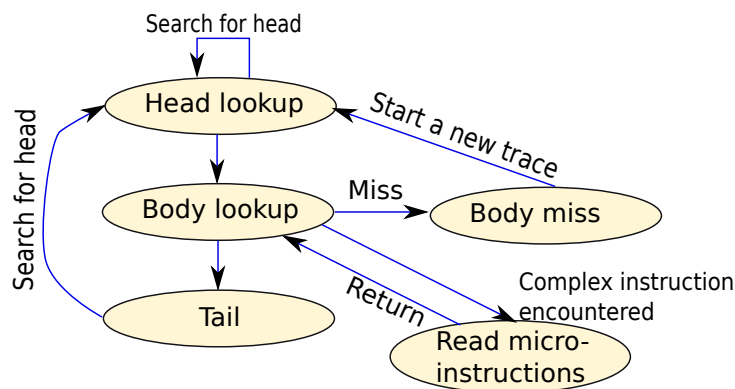 Search for head
Head lookup
Start a new trace
Search for head
Body lookup
Miss
Body miss
Return
Complex instruction
encountered
Tail
Read micro-
instructions